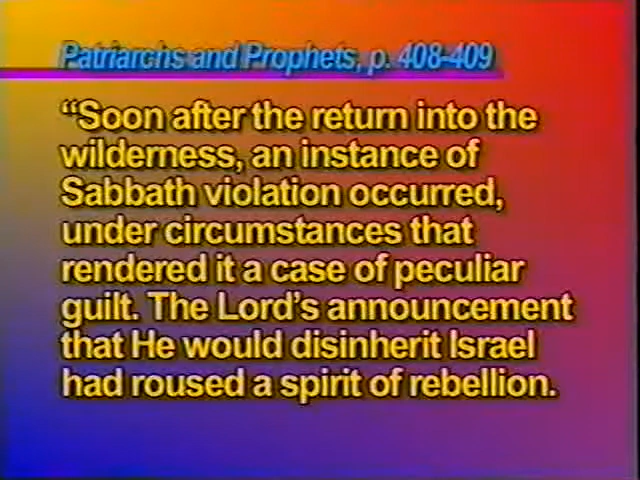 Patriarchs and Prophets, p. 408-409
“Soon after the return into the
wilderness, an instance of
Sabbath violation occurred,
under circumstances that
rendered it a case of peculiar
guilt. The Lord’s announcement
that He would disinherit Israel
had roused a spirit of rebellion.